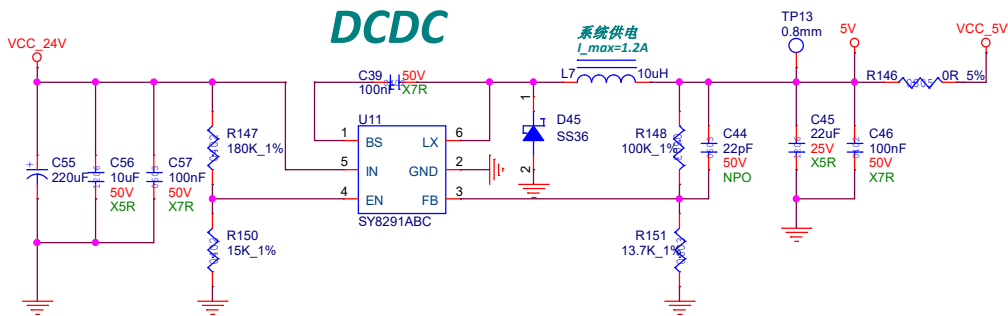 DCDC
系统供电
I_max=1.2A
VCC_24V
TP13
0.8mm
5V
VCC_5V
C39
100nF
50V
X7R
L7
10uH
R146
0R 5%
U11
1
BS
LX
6
5
IN
GND
2
4
EN
FB
3
SY8291ABC
R147
180K_1%
R150
15K_1%
C55
220uF
C56
10uF
50V
X5R
C57
100nF
50V
X7R
1
D45
SS36
2
R148
100K_1%
C44
22pF
50V
NPO
R151
13.7K_1%
C45
22uF
25V
X5R
C46
100nF
50V
X7R